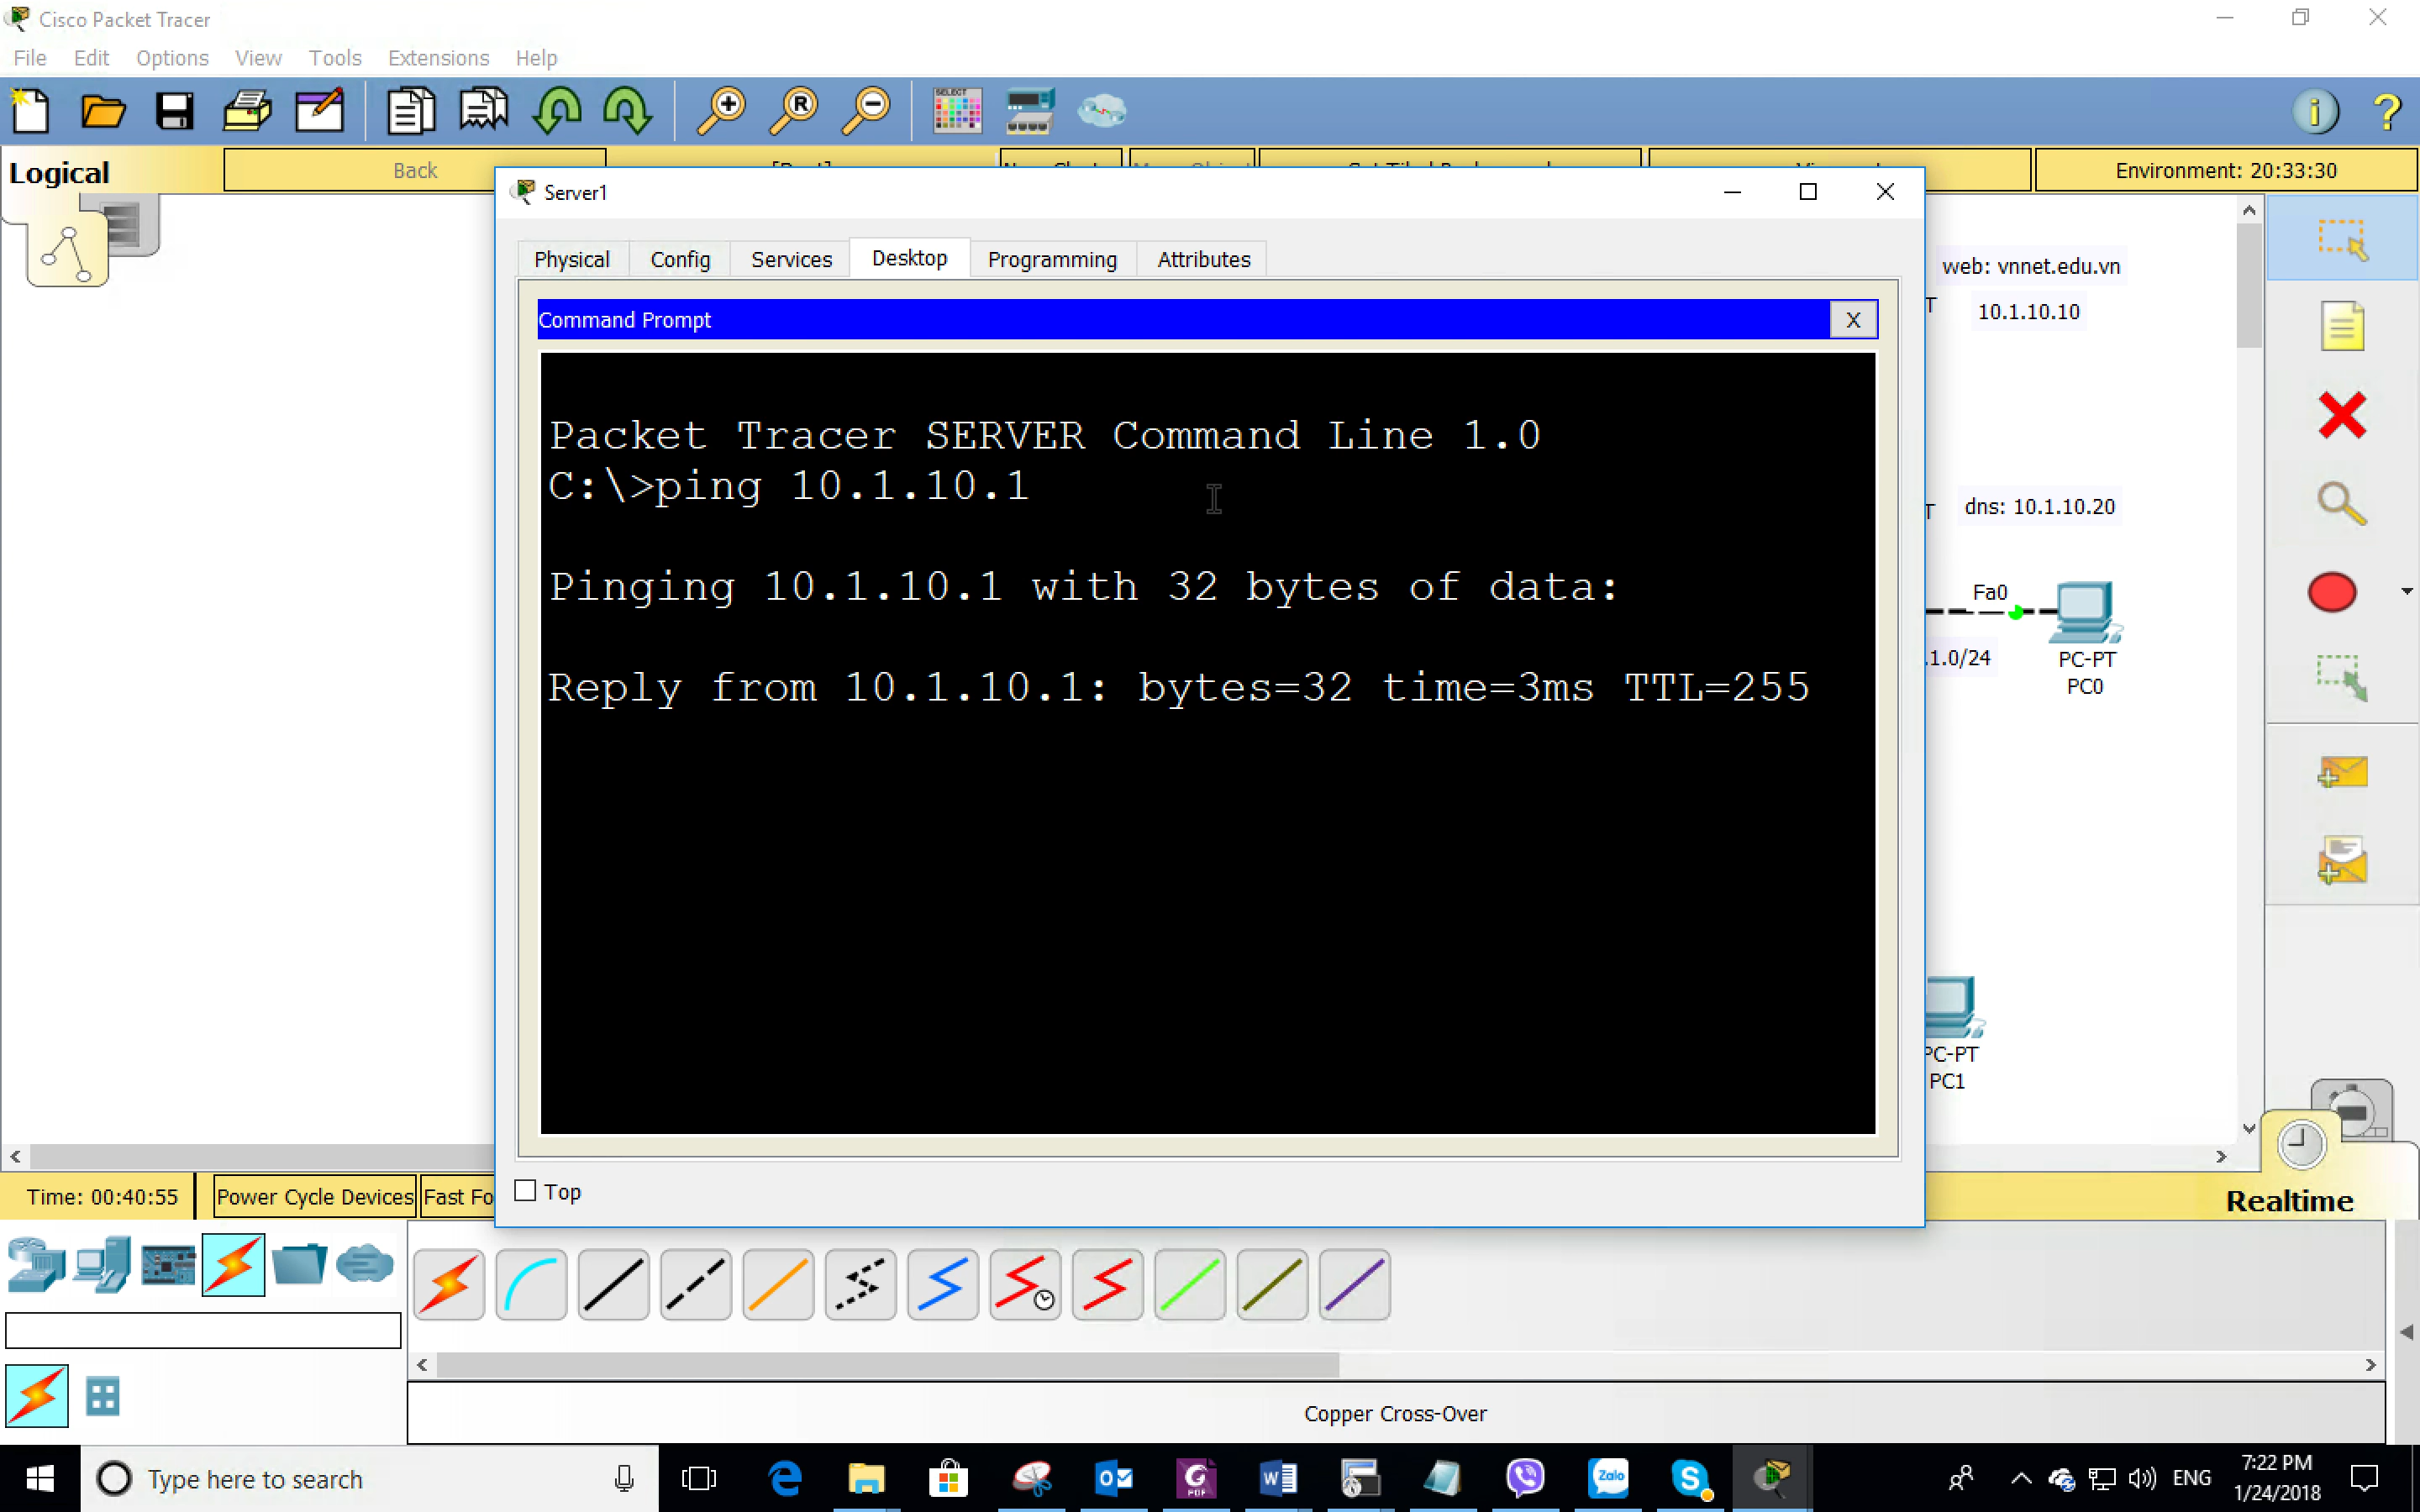 Cisco Packet Tracer
File Edit Options View Tools Extensions Help
SELECT
R
i ?
Logical
Back
Environment: 20:33:30
Server1
Physical Config Services Desktop Programming Attributes
web: vnnet.edu.vn
10.1.10.10
Command Prompt
X
Packet Tracer SERVER Command Line 1.0
C:\>ping 10.1.10.1
dns: 10.1.10.20
Pinging 10.1.10.1 with 32 bytes of data:
Fa0
Reply from 10.1.10.1: bytes=32 time=3ms TTL=255
.1.0/24
PC-PT
PC0
PC-PT
PC1
Top
Time: 00:40:55
Power Cycle Devices
Fast Fo
Realtime
Copper Cross-Over
Type here to search
Zalo
PDF
ENG
7:22 PM
1/24/2018